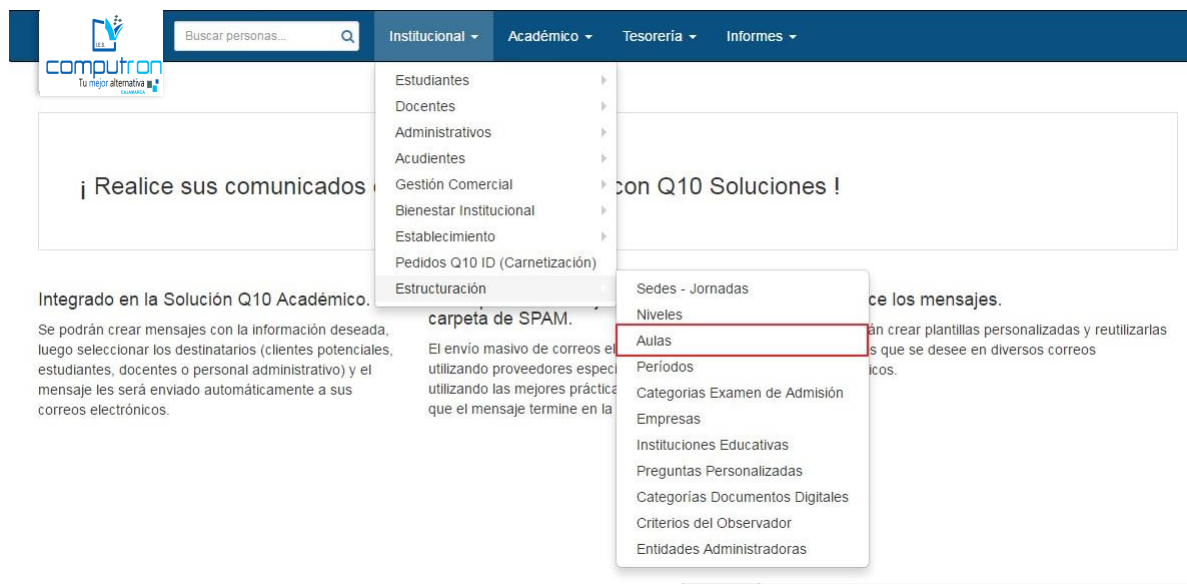 I.E.S.
computron
Tu mejor alternativa
CAJAMARCA
Buscar personas...
Institucional
Académico
Tesorería
Informes
Estudiantes
Docentes
Administrativos
Acudientes
Gestión Comercial
Bienestar Institucional
Establecimiento
Pedidos Q10 ID (Carnetización)
Estructuración
Sedes - Jornadas
Niveles
Aulas
Períodos
Categorias Examen de Admisión
Empresas
Instituciones Educativas
Preguntas Personalizadas
Categorías Documentos Digitales
Criterios del Observador
Entidades Administradoras
¡ Realice sus comunicados
con Q10 Soluciones !
Integrado en la Solución Q10 Académico.
Se podrán crear mensajes con la información deseada,
luego seleccionar los destinatarios (clientes potenciales,
estudiantes, docentes o personal administrativo) y el
mensaje les será enviado automáticamente a sus
correos electrónicos.
carpeta de SPAM.
El envío masivo de correos
utilizando proveedores
utilizando las mejores
que el mensaje termine en la
los mensajes.
crear plantillas personalizadas y reutilizarlas
que se desee en diversos correos